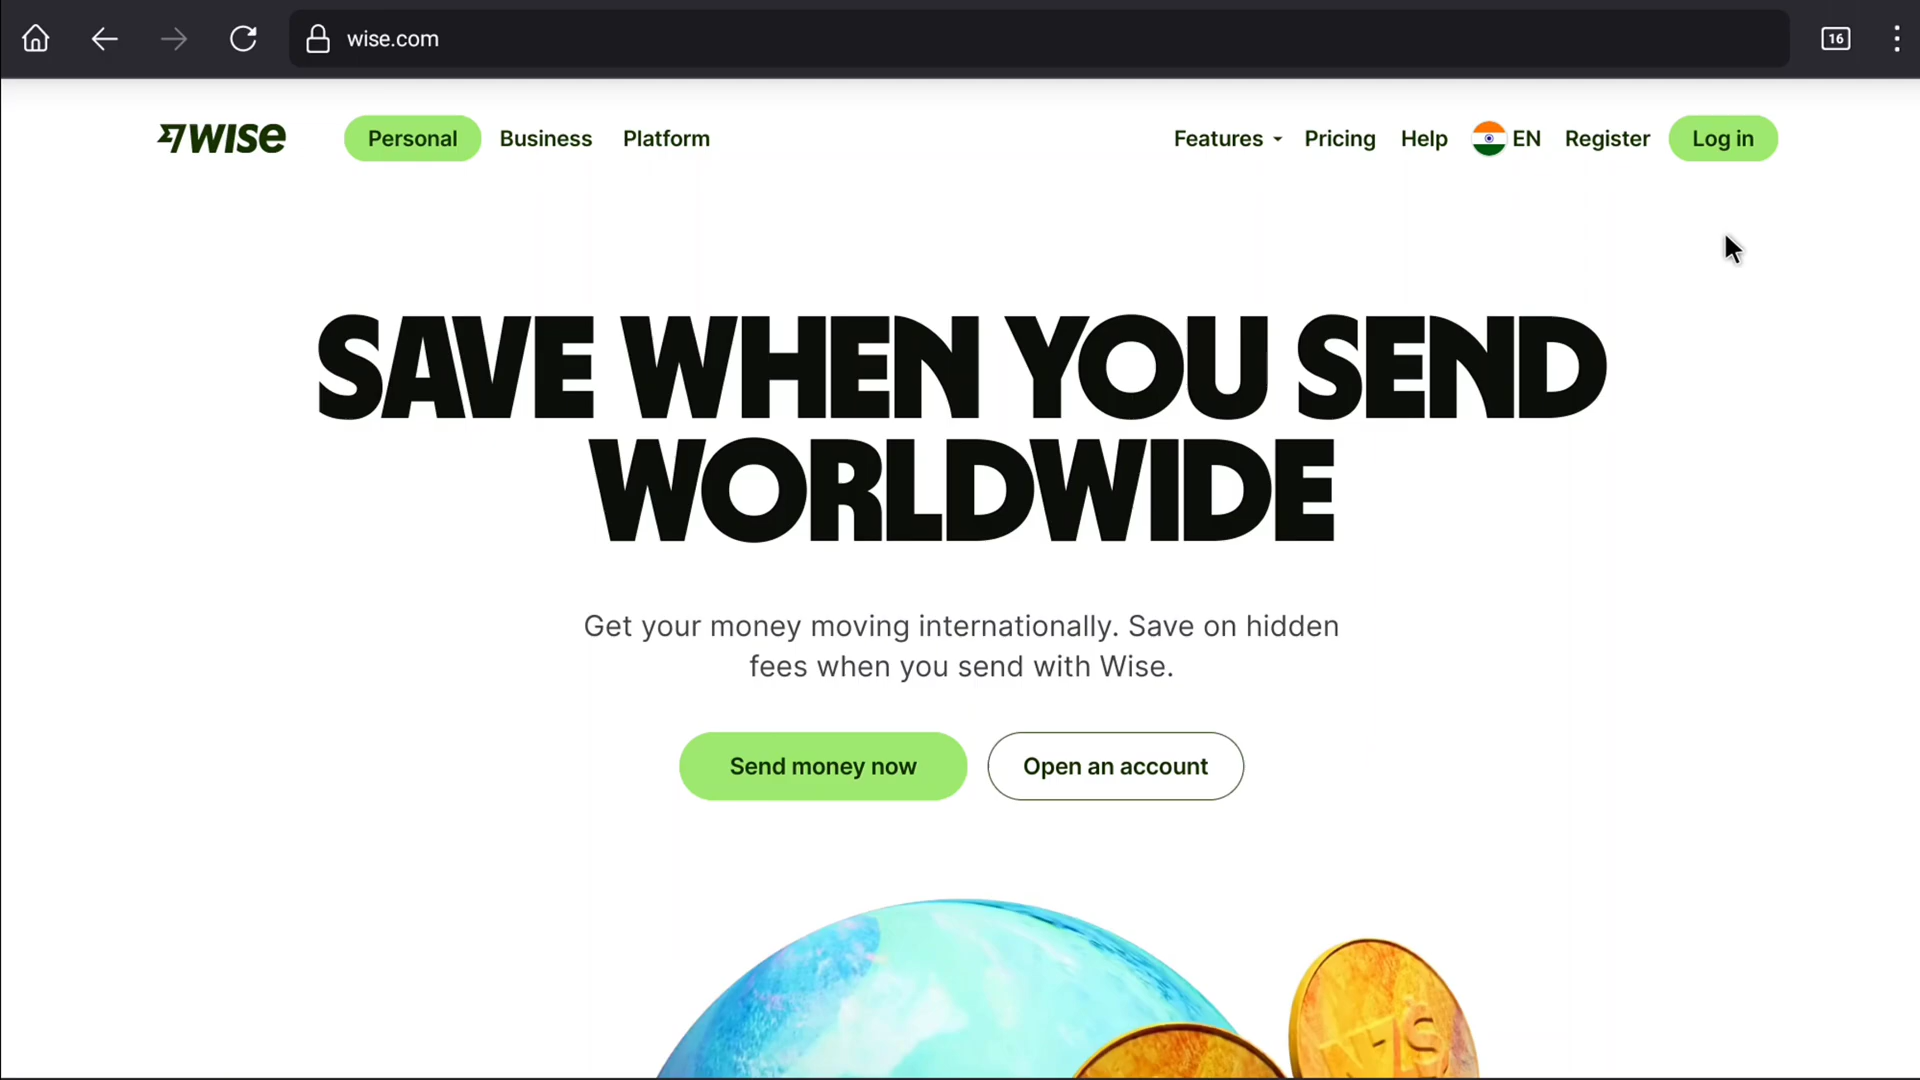 wise.com
16
WISE
Personal
Business
Platform
Features
Pricing
Help
EN
Register
Log in
SAVE WHEN YOU SEND
WORLDWIDE
Get your money moving internationally. Save on hidden
fees when you send with Wise.
Send money now
Open an account